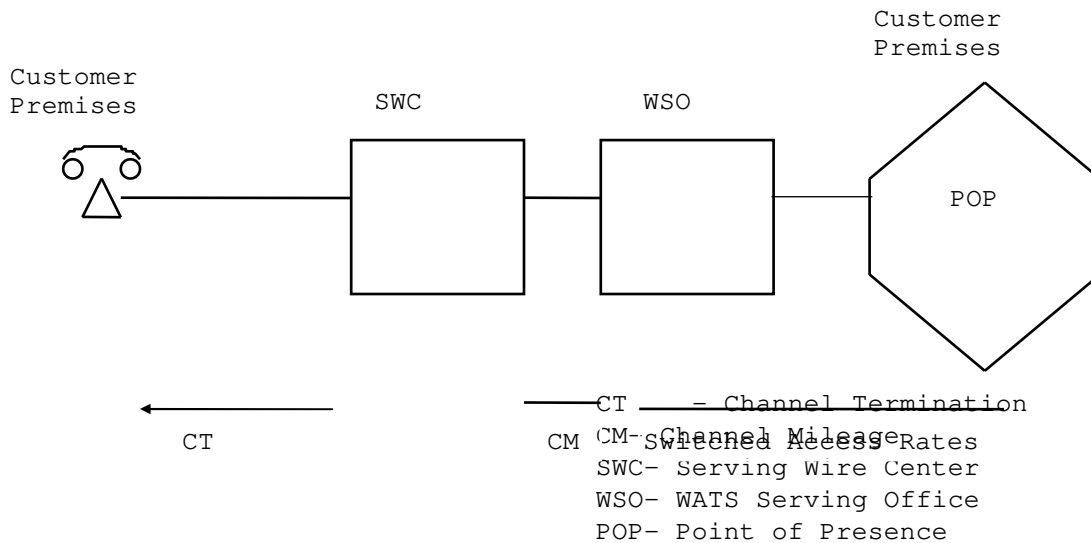 Customer
Premises
Customer
Premises
SWC
WSO
POP
CT – Channel Termination
CT
CM
Switched Access Rates
CM– Channel Mileage
SWC– Serving Wire Center
WSO– WATS Serving Office
POP– Point of Presence